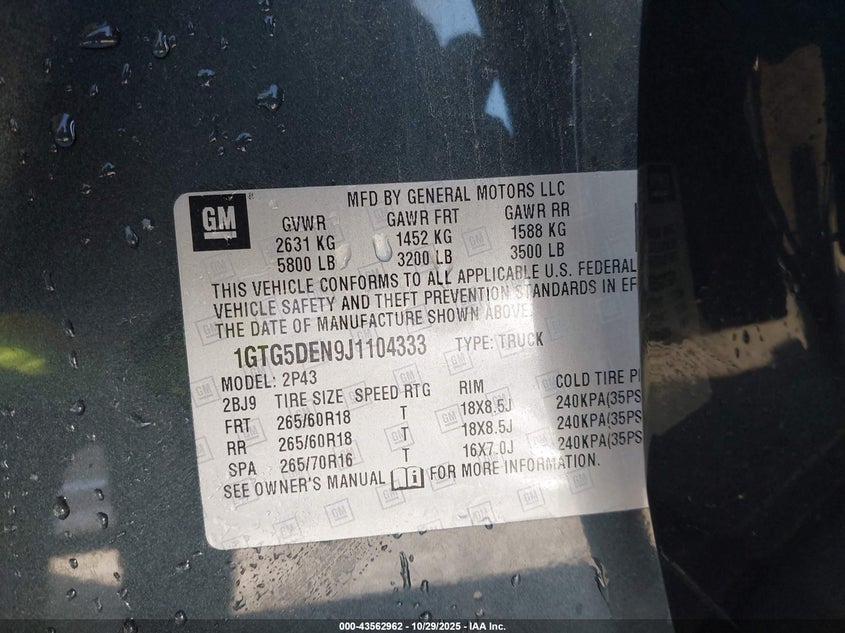 GM ®
MFD BY GENERAL MOTORS LLC
GVWR GAWR FRT GAWR RR
2631 KG 1452 KG 1588 KG
5800 LB 3200 LB 3500 LB
THIS VEHICLE CONFORMS TO ALL APPLICABLE U.S. FEDERAL
VEHICLE SAFETY AND THEFT PREVENTION STANDARDS IN EF
THE DATE OF MANUFACTURE SHOWN ABOVE.
1GTG5DEN9J1104333 TYPE: TRUCK
MODEL: 2P43
2BJ9 TIRE SIZE SPEED RTG RIM COLD TIRE P
FRT 265/60R18 T 18X8.5J 240KPA(35PS
RR 265/60R18 T 18X8.5J 240KPA(35PS
SPA 265/70R16 T 16X7.0J 240KPA(35PS
SEE OWNER'S MANUAL FOR MORE INFORMATION.
000-43562962 - 10/29/2025 - IAA Inc.